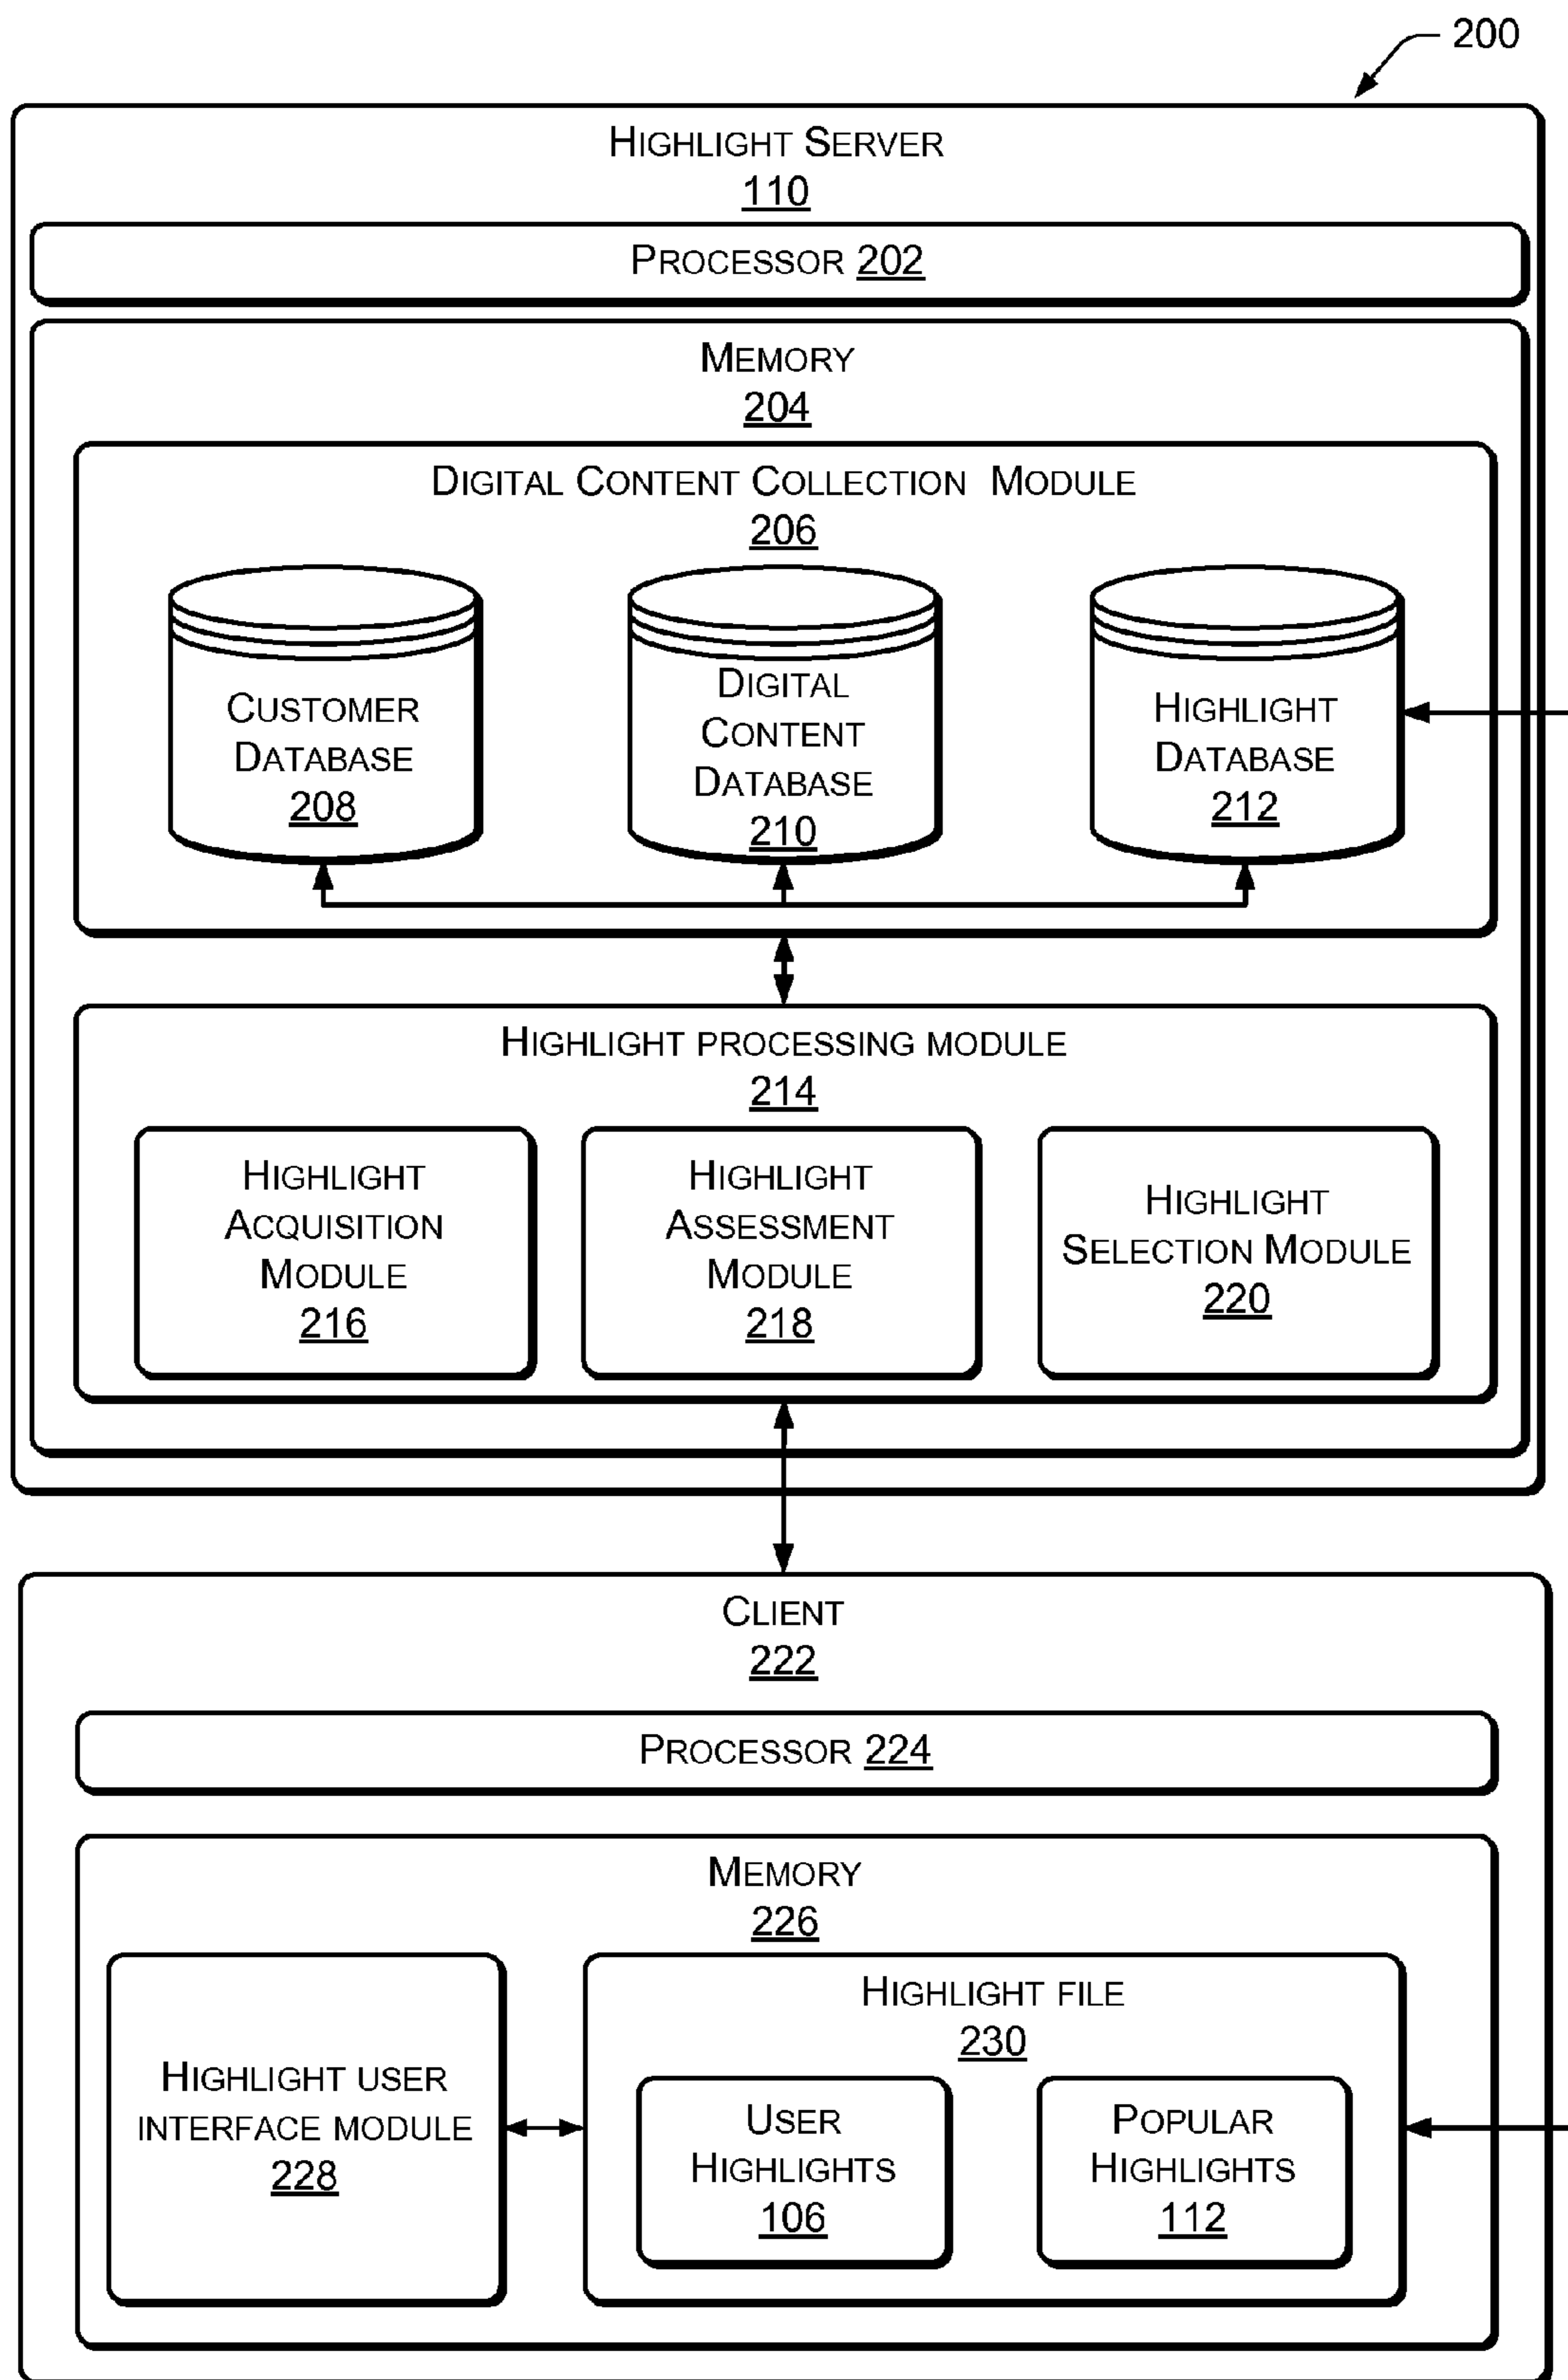 200
HIGHLIGHT SERVER
110
PROCESSOR 202
MEMORY
204
DIGITAL CONTENT COLLECTION MODULE
206
CUSTOMER
DATABASE
208
DIGITAL
CONTENT
DATABASE
210
HIGHLIGHT
DATABASE
212
HIGHLIGHT PROCESSING MODULE
214
HIGHLIGHT
ACQUISITION
MODULE
216
HIGHLIGHT
ASSESSMENT
MODULE
218
HIGHLIGHT
SELECTION MODULE
220
CLIENT
222
PROCESSOR 224
MEMORY
226
HIGHLIGHT USER
INTERFACE MODULE
228
HIGHLIGHT FILE
230
USER
HIGHLIGHTS
106
POPULAR
HIGHLIGHTS
112